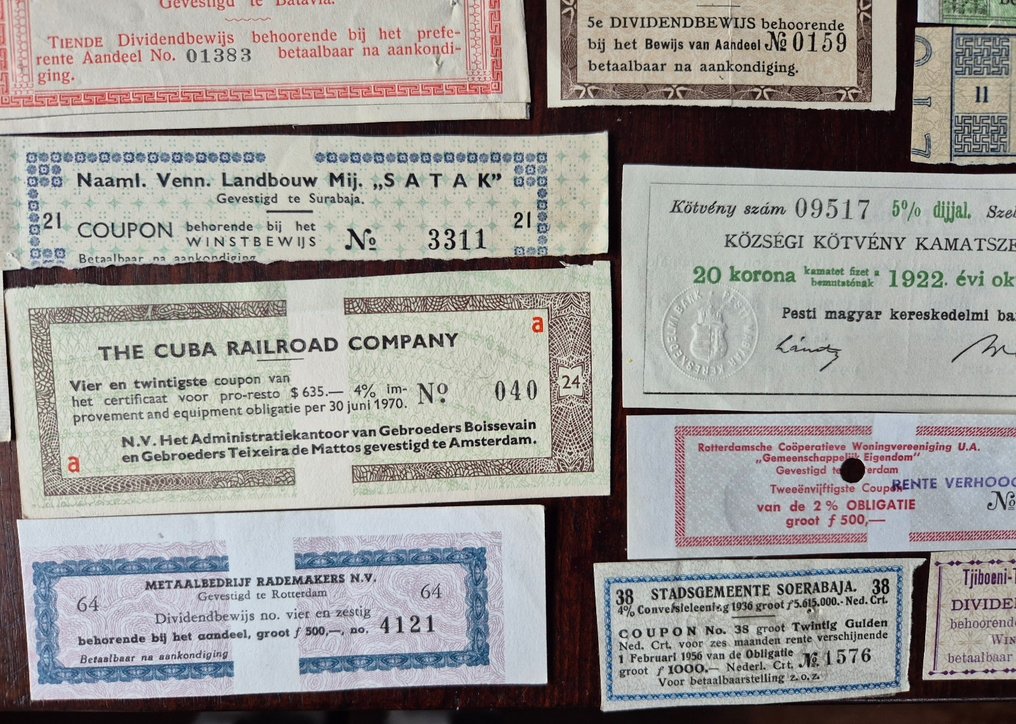 Gevestigd te Batavia.
TIENDE Dividendbewijs behoorende bij het prefe-
rente Aandeel No. 01383 betaalbaar na aankondi-
ging.
5e DIVIDENDBEWIJS behoorende
bij het Bewijs van Aandeel No 0159
betaalbaar na aankondiging.
11
Naaml. Venn. Landbouw Mij. „SATAK"
Gevestigd te Surabaja.
21 COUPON behoorende bij het WINSTBEWIJS No 3311 21
Betaalbaar na aankondiging
THE CUBA RAILROAD COMPANY
a
Vier en twintigste coupon van
het certificaat voor pro-resto $ 635.— 4% im-
provement and equipment obligatie per 30 juni 1970.
No. 040
24
N.V. Het Administratiekantoor van Gebroeders Boissevain
en Gebroeders Teixeira de Mattos gevestigd te Amsterdam.
a
METAALBEDRIJF RADEMAKERS N.V.
Gevestigd te Rotterdam
64 64
Dividendbewijs no. vier en zestig
behorende bij het aandeel, groot ƒ 500,—, no. 4121
Betaalbaar na aankondiging
Kötvény szám 09517 5% díjjal.
KÖZSÉGI KÖTVÉNY
20 korona kamatet fizet a bemutatónak 1922. évi
Pesti magyar kereskedelmi
Rotterdamsche Coöperatieve Woningvereeniging U.A.
„Gemeenschappelijk Eigendom"
Gevestigd
Tweeënvijftigste Coupon
RENTE
van de 2% OBLIGATIE
No
groot ƒ 500,—
38 STADSGEMEENTE SOERABAJA. 38
4% Conversieleening 1936 groot ƒ 5.615.000.- Ned. Crt.
COUPON No. 38 groot Twintig Gulden
Ned. Crt. voor zes maanden rente verschijnende
1 Februari 1956 van de Obligatie
groot ƒ 1000.— Nederl. Crt. No 1576
Voor betaalbaarstelling z.o.z.
behoorende
betaalbaar